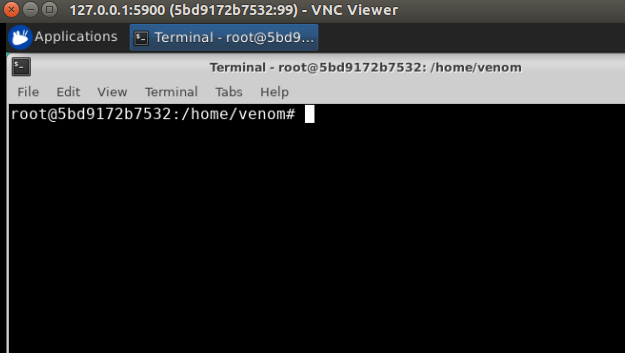 127.0.0.1:5900 (5bd9172b7532:99) - VNC Viewer
Applications Terminal - root@5bd9...
Terminal - root@5bd9172b7532: /home/venom
File Edit View Terminal Tabs Help
root@5bd9172b7532:/home/venom#